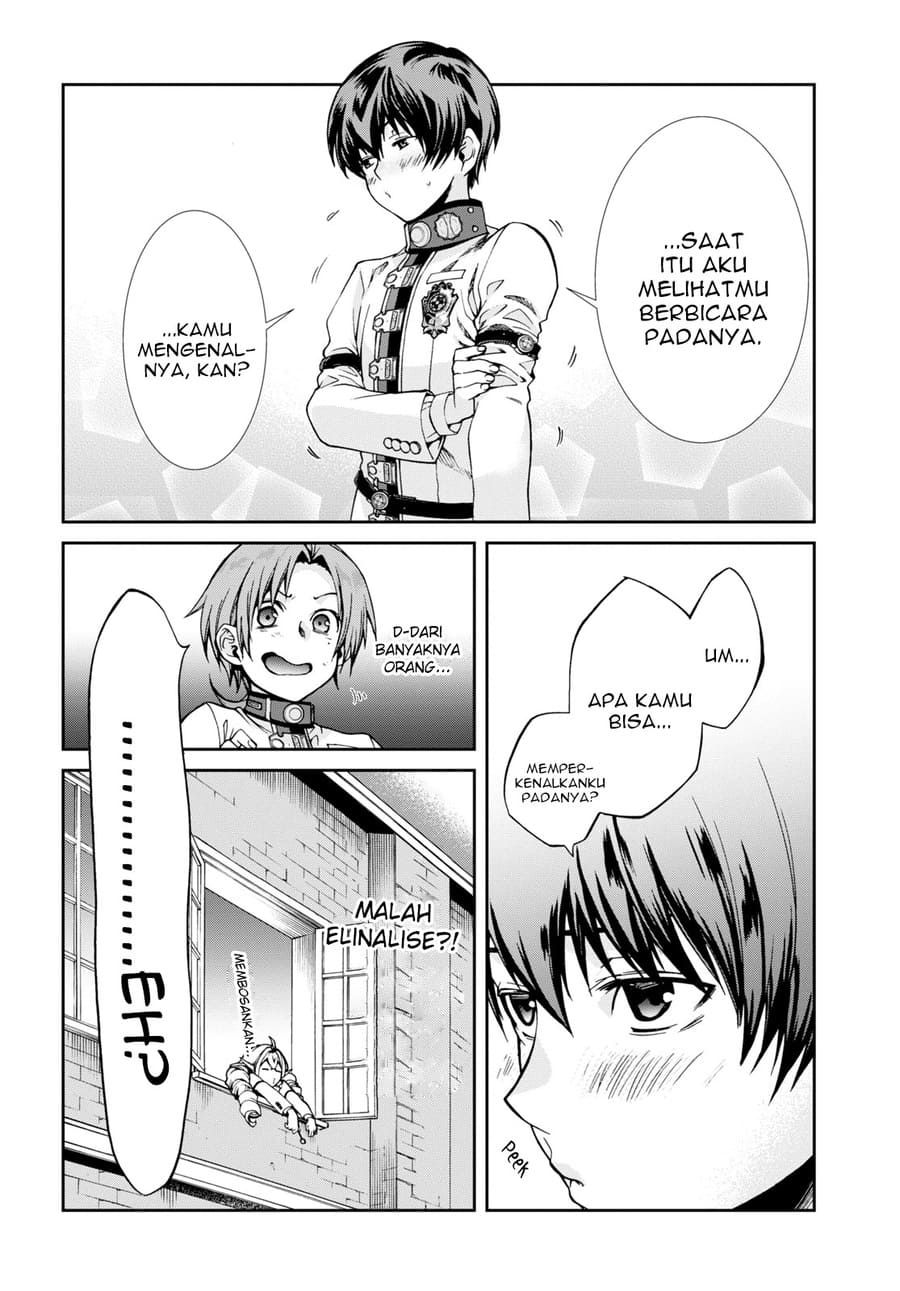 ...SAAT
ITU AKU
MELIHATMU
BERBICARA
PADANYA.
...KAMU
MENGENAL-
NYA, KAN?
UM...
APA KAMU
BISA...
MEMPER-
KENALKANKU
PADANYA?
Peek
D-DARI
BANYAKNYA
ORANG...
....................EH?
MALAH
ELINALISE?!
MEMBOSANKAN...